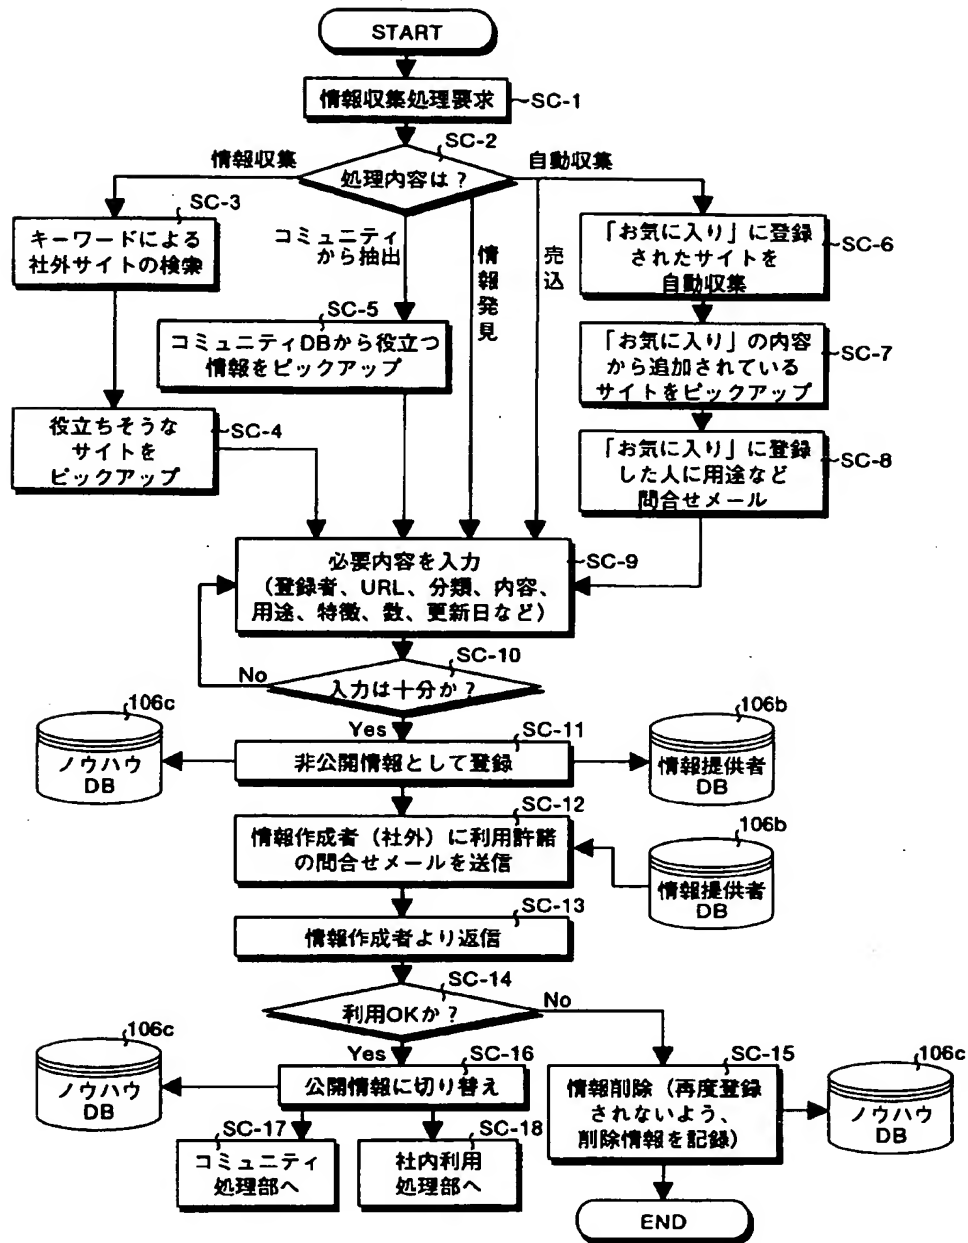 START
情報収集処理要求
SC-1
SC-2
情報収集
処理内容は？
自動収集
SC-3
キーワードによる
社外サイトの検索
コミュニティ
から抽出
情報発見
売込
「お気に入り」に登録
されたサイトを
自動収集
SC-6
SC-5
コミュニティDBから役立つ
情報をピックアップ
「お気に入り」の内容
から追加されている
サイトをピックアップ
SC-7
役立ちそうな
サイトを
ピックアップ
SC-4
「お気に入り」に登録
した人に用途など
問合せメール
SC-8
必要内容を入力
（登録者、URL、分類、内容、
用途、特徴、数、更新日など）
SC-9
SC-10
No
入力は十分か？
Yes
106c
ノウハウ
DB
SC-11
非公開情報として登録
106b
情報提供者
DB
SC-12
情報作成者（社外）に利用許諾
の問合せメールを送信
106b
情報提供者
DB
SC-13
情報作成者より返信
SC-14
利用OKか？
No
Yes
106c
ノウハウ
DB
SC-16
公開情報に切り替え
SC-15
情報削除（再度登録
されないよう、
削除情報を記録）
106c
ノウハウ
DB
SC-17
コミュニティ
処理部へ
SC-18
社内利用
処理部へ
END